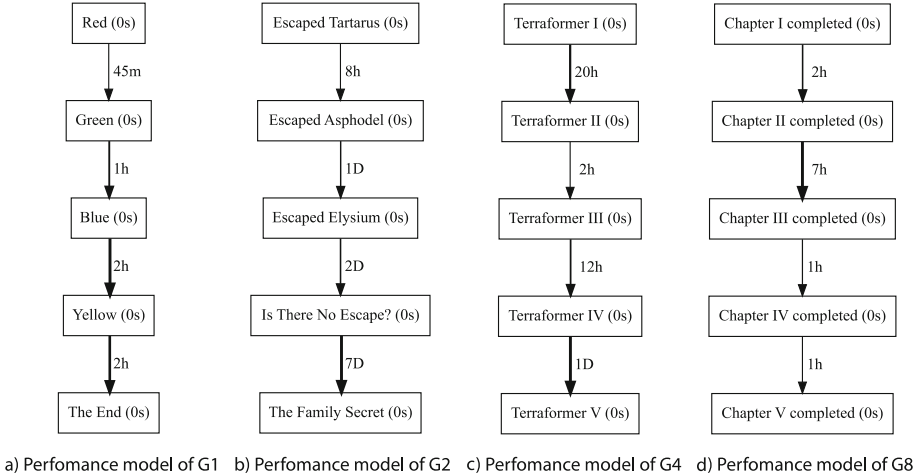 Red (0s)
45m
Green (0s)
1h
Blue (0s)
2h
Yellow (0s)
2h
The End (0s)
a) Perfomance model of G1
Escaped Tartarus (0s)
8h
Escaped Asphodel (0s)
1D
Escaped Elysium (0s)
2D
Is There No Escape? (0s)
7D
The Family Secret (0s)
b) Perfomance model of G2
Terraformer I (0s)
20h
Terraformer II (0s)
2h
Terraformer III (0s)
12h
Terraformer IV (0s)
1D
Terraformer V (0s)
c) Perfomance model of G4
Chapter I completed (0s)
2h
Chapter II completed (0s)
7h
Chapter III completed (0s)
1h
Chapter IV completed (0s)
1h
Chapter V completed (0s)
d) Perfomance model of G8